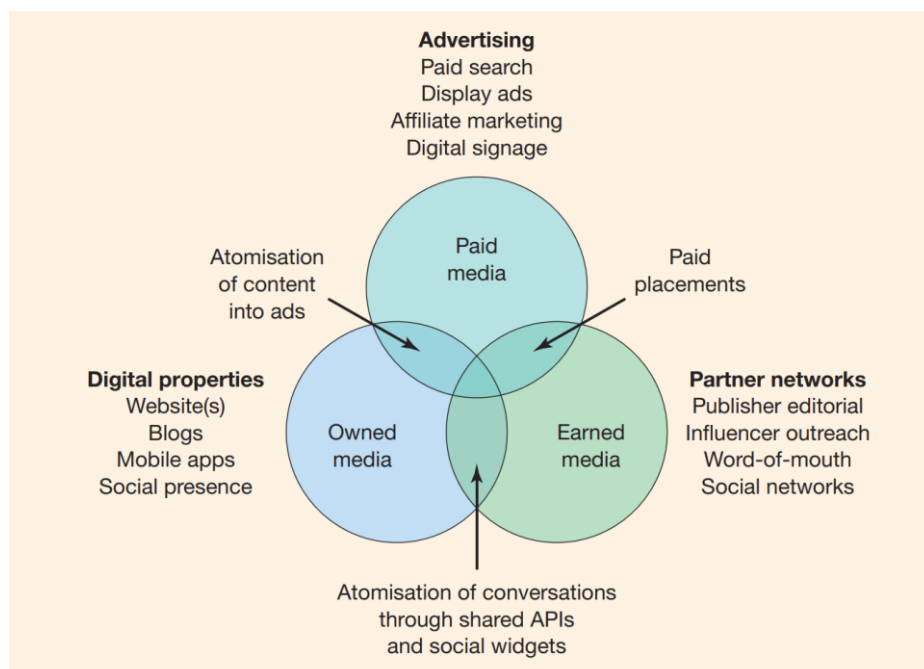 Advertising
Paid search
Display ads
Affiliate marketing
Digital signage
Paid
media
Atomisation
of content
into ads
Paid
placements
Digital properties
Website(s)
Blogs
Mobile apps
Social presence
Owned
media
Earned
media
Partner networks
Publisher editorial
Influencer outreach
Word-of-mouth
Social networks
Atomisation of conversations
through shared APIs
and social widgets